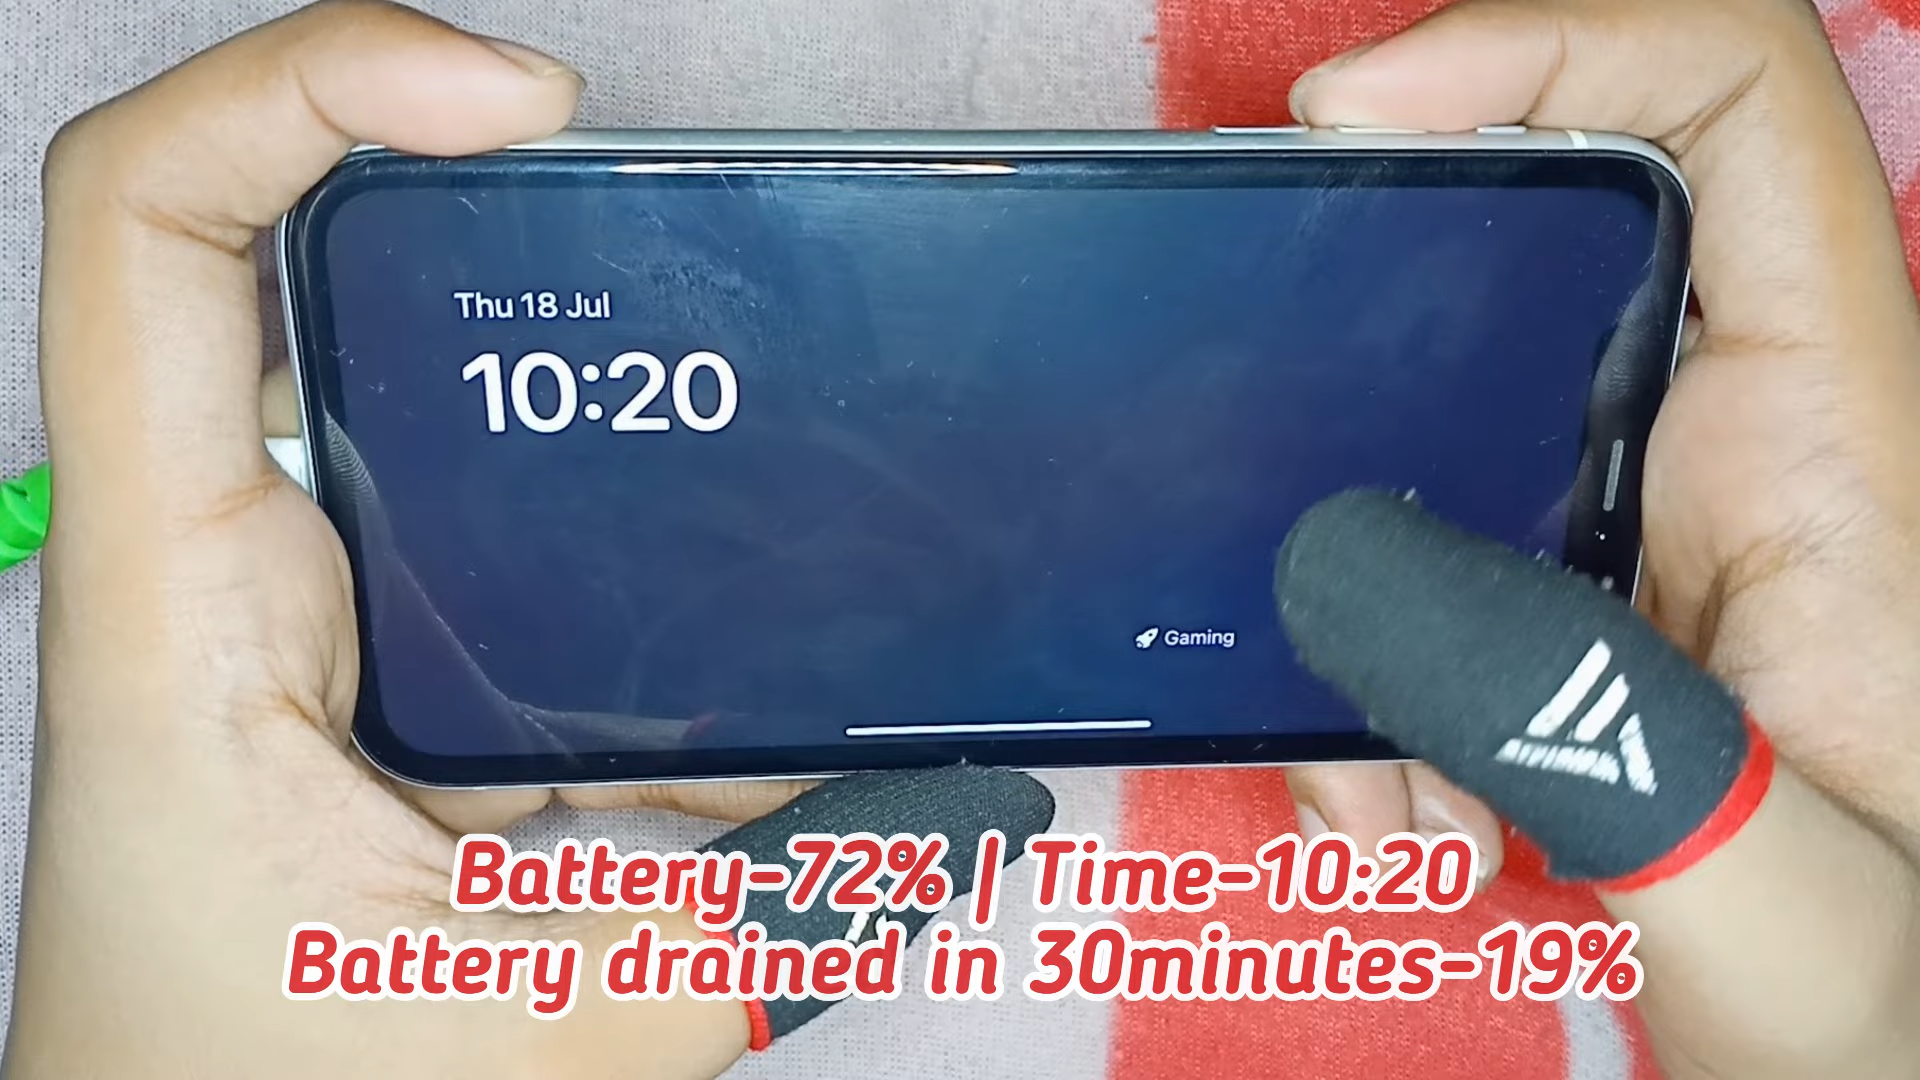 Thu 18 Jul
10:20
Gaming
Battery-72% | Time-10:20
Battery drained in 30minutes-19%